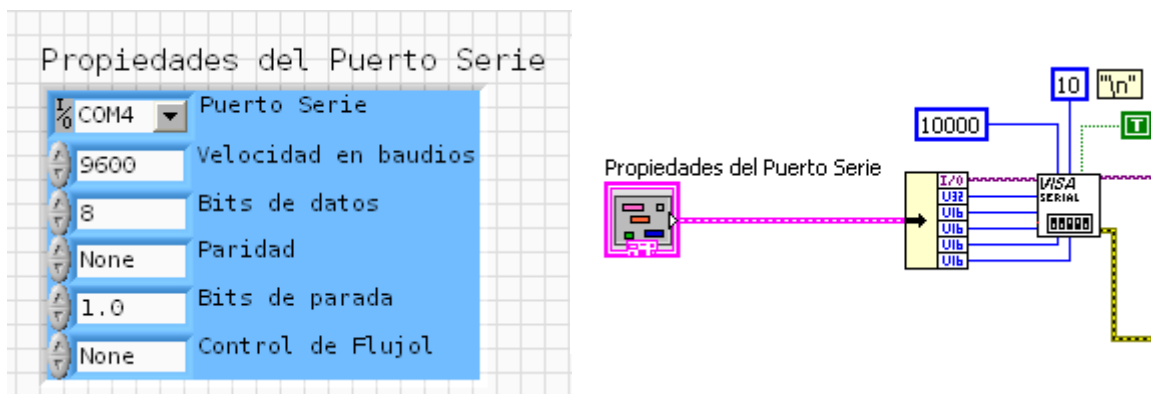 Propiedades del Puerto Serie
I/O COM4 Puerto Serie
9600 Velocidad en baudios
8 Bits de datos
None Paridad
1.0 Bits de parada
None Control de Flujol
10 "\n"
10000 T
Propiedades del Puerto Serie
I/O
U32
U16
U16
U16
U16
VISA
SERIAL